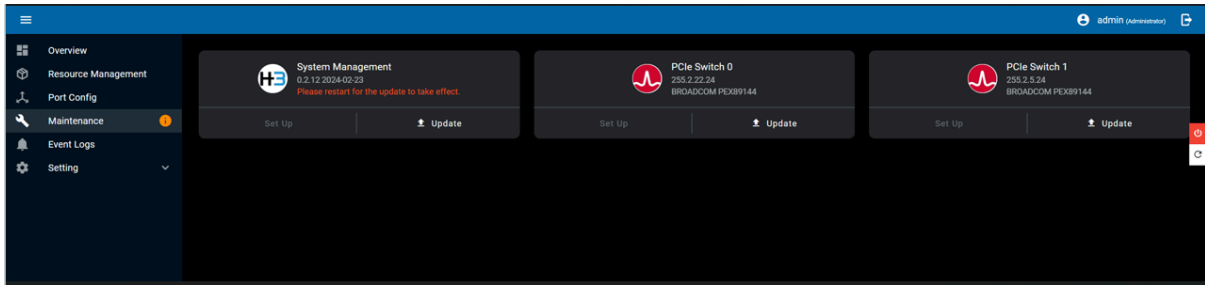 admin (Administrator)
Overview
Resource Management
Port Config
Maintenance
Event Logs
Setting
H3
System Management
0.2.12 2024-02-23
Please restart for the update to take effect.
Set Up
Update
PCIe Switch 0
255.2.22.24
BROADCOM PEX89144
Set Up
Update
PCIe Switch 1
255.2.5.24
BROADCOM PEX89144
Set Up
Update